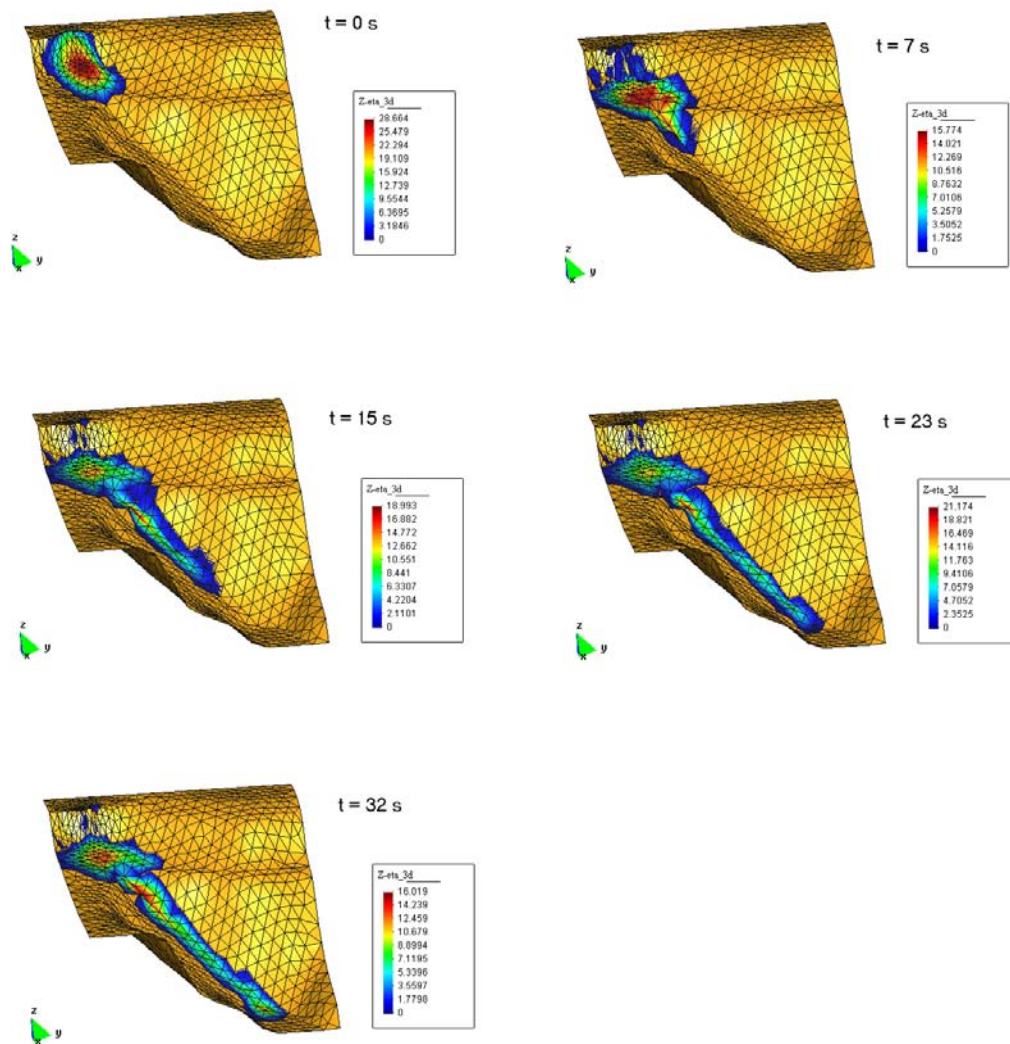 t = 0 s
Z-eta_3d
28.664
25.479
22.294
19.109
15.924
12.739
9.5544
6.3695
3.1846
0
z
y
x
t = 7 s
Z-eta_3d
15.774
14.021
12.269
10.516
8.7632
7.0106
5.2579
3.5052
1.7525
0
z
y
x
t = 15 s
Z-eta_3d
18.993
16.882
14.772
12.662
10.551
8.441
6.3307
4.2204
2.1101
0
z
y
x
t = 23 s
Z-eta_3d
21.174
18.821
16.469
14.116
11.763
9.4106
7.0579
4.7052
2.3525
0
z
y
x
t = 32 s
Z-eta_3d
16.019
14.239
12.459
10.679
8.8994
7.1195
5.3396
3.5597
1.7798
0
z
y
x